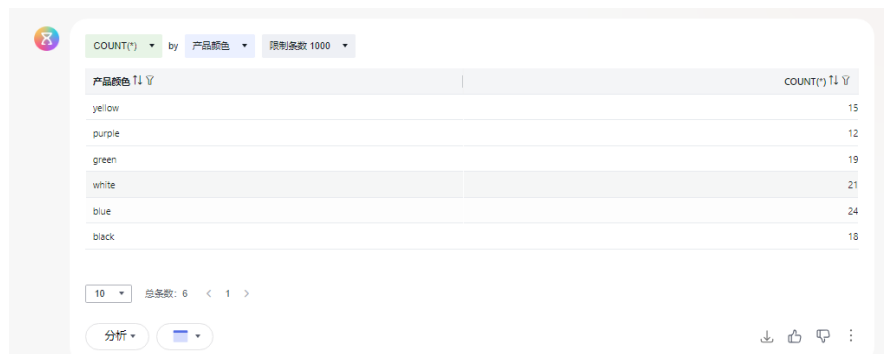 COUNT(*) by 产品颜色 限制条数 1000
产品颜色 COUNT(*)
yellow 15
purple 12
green 19
white 21
blue 24
black 18
10 总条数: 6 1
分析